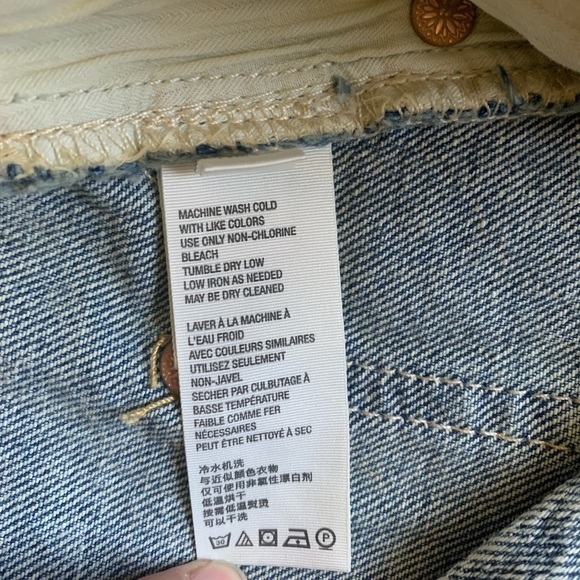 MACHINE WASH COLD
WITH LIKE COLORS
USE ONLY NON-CHLORINE
BLEACH
TUMBLE DRY LOW
LOW IRON AS NEEDED
MAY BE DRY CLEANED
LAVER À LA MACHINE À
L'EAU FROID
AVEC COULEURS SIMILAIRES
UTILISEZ SEULEMENT
NON-JAVEL
SECHER PAR CULBUTAGE À
BASSE TEMPÉRATURE
FAIBLE COMME FER
NÉCESSAIRES
PEUT ÊTRE NETTOYÉ À SEC
冷水机洗
与近似颜色衣物
仅可使用非氯性漂白剂
低温烘干
按需低温熨烫
可以干洗
30 P